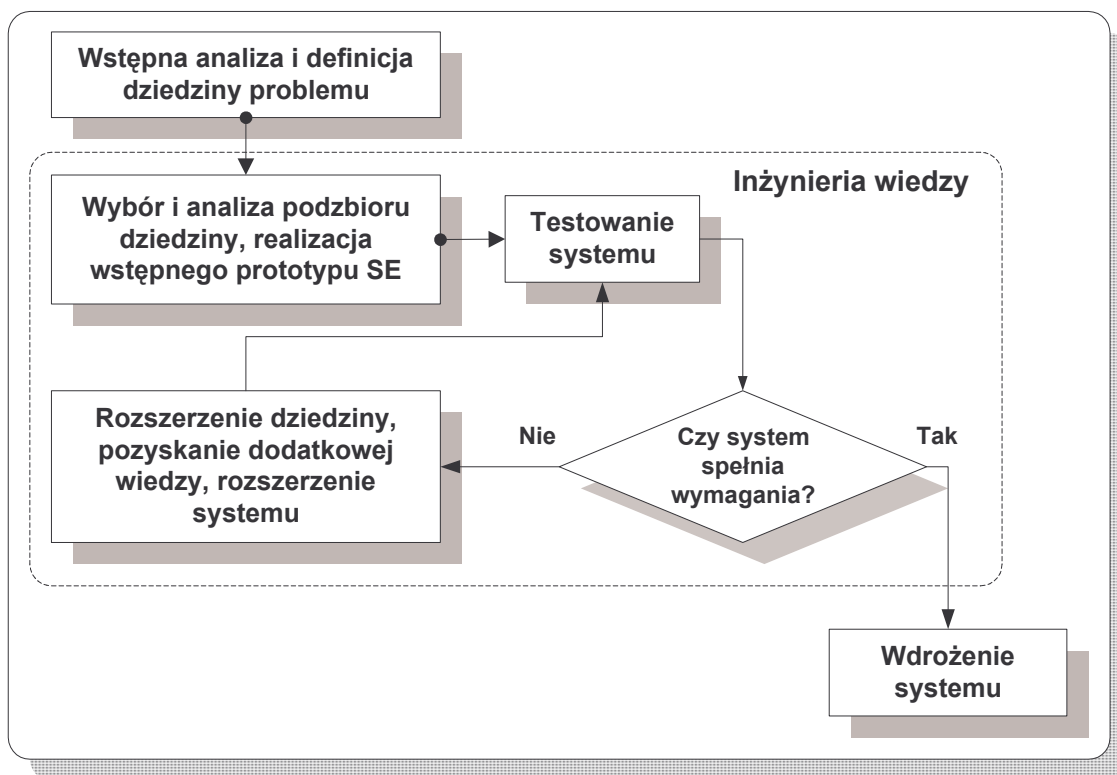 Wstępna analiza i definicja
dziedziny problemu
Inżynieria wiedzy
Wybór i analiza podzbioru
dziedziny, realizacja
wstępnego prototypu SE
Testowanie
systemu
Rozszerzenie dziedziny,
pozyskanie dodatkowej
wiedzy, rozszerzenie
systemu
Nie
Czy system
spełnia
wymagania?
Tak
Wdrożenie
systemu